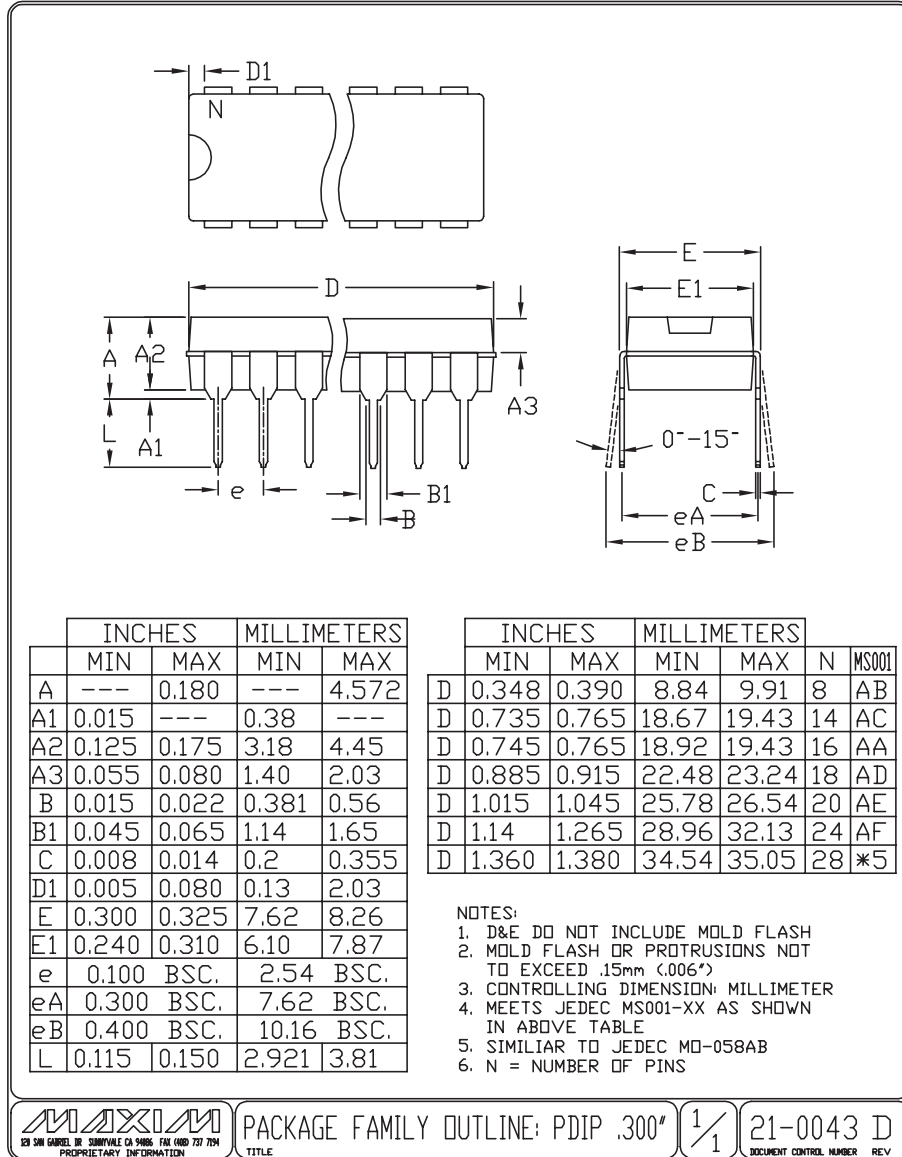 D1
N
E
E1
D
A
A2
A3
L
A1
0°-15°
e
B1
B
C
eA
eB
INCHES MILLIMETERS
MIN MAX MIN MAX
A --- 0.180 --- 4.572
A1 0.015 --- 0.38 ---
A2 0.125 0.175 3.18 4.45
A3 0.055 0.080 1.40 2.03
B 0.015 0.022 0.381 0.56
B1 0.045 0.065 1.14 1.65
C 0.008 0.014 0.2 0.355
D1 0.005 0.080 0.13 2.03
E 0.300 0.325 7.62 8.26
E1 0.240 0.310 6.10 7.87
e 0.100 BSC. 2.54 BSC.
eA 0.300 BSC. 7.62 BSC.
eB 0.400 BSC. 10.16 BSC.
L 0.115 0.150 2.921 3.81
INCHES MILLIMETERS
MIN MAX MIN MAX N MS001
D 0.348 0.390 8.84 9.91 8 AB
D 0.735 0.765 18.67 19.43 14 AC
D 0.745 0.765 18.92 19.43 16 AA
D 0.885 0.915 22.48 23.24 18 AD
D 1.015 1.045 25.78 26.54 20 AE
D 1.14 1.265 28.96 32.13 24 AF
D 1.360 1.380 34.54 35.05 28 *5
NOTES:
1. D&E DO NOT INCLUDE MOLD FLASH
2. MOLD FLASH OR PROTRUSIONS NOT
TO EXCEED .15mm (.006")
3. CONTROLLING DIMENSION: MILLIMETER
4. MEETS JEDEC MS001-XX AS SHOWN
IN ABOVE TABLE
5. SIMILIAR TO JEDEC MO-058AB
6. N = NUMBER OF PINS
MAXIM
120 SAN GABRIEL DR SUNNYVALE CA 94086 FAX (408) 737 7194
PROPRIETARY INFORMATION
PACKAGE FAMILY OUTLINE: PDIP .300"
TITLE
1/1
21-0043 D
DOCUMENT CONTROL NUMBER REV